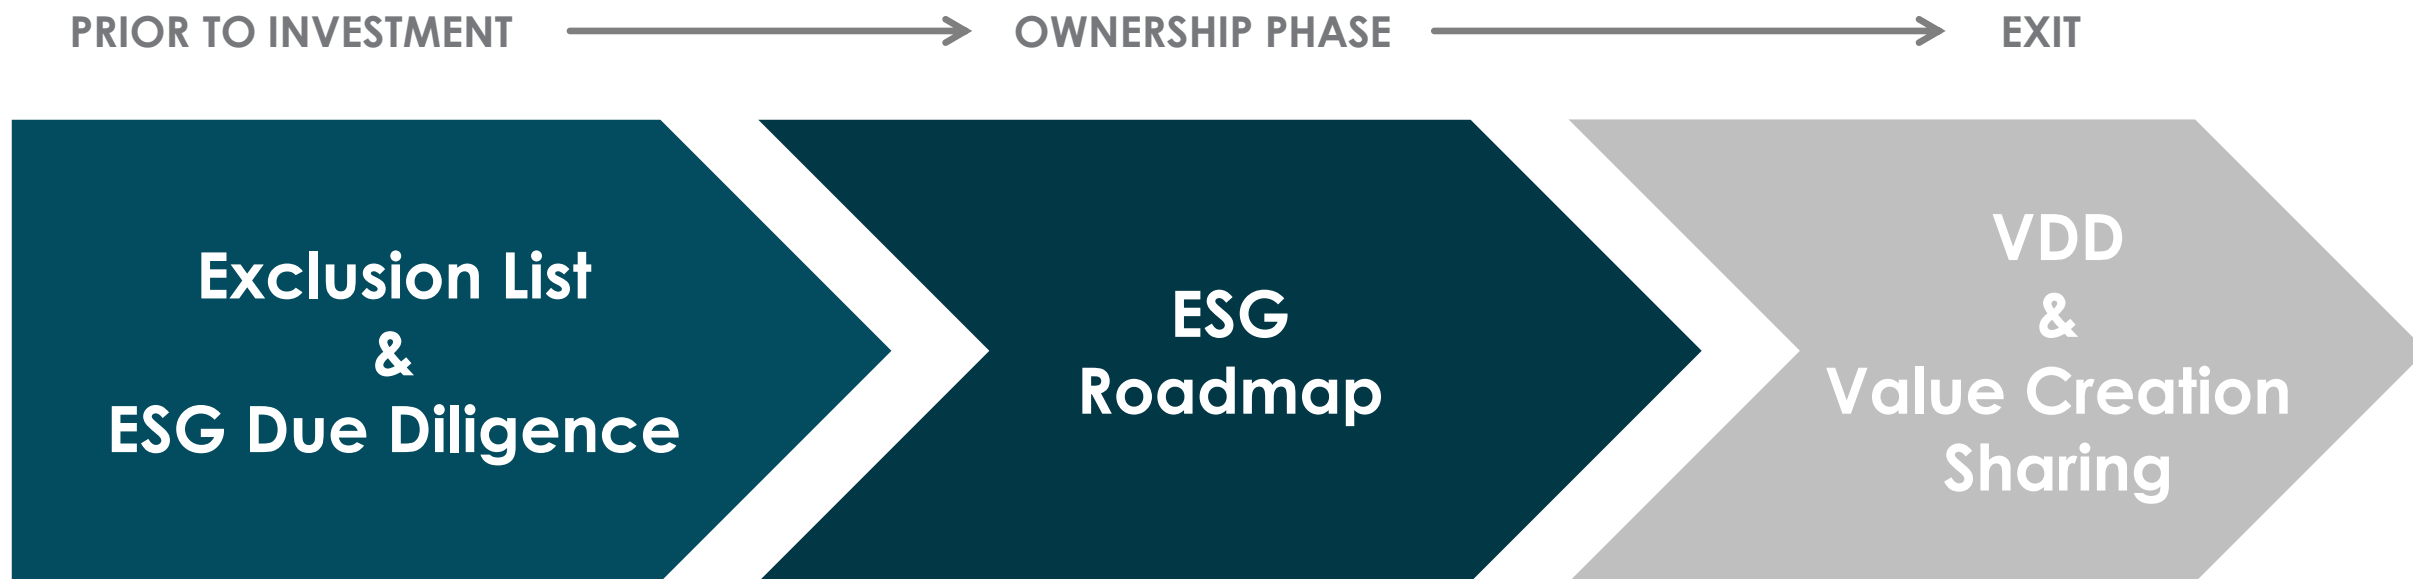 PRIOR TO INVESTMENT
OWNERSHIP PHASE
EXIT
Exclusion List
&
ESG Due Diligence
ESG
Roadmap
VDD
&
Value Creation
Sharing